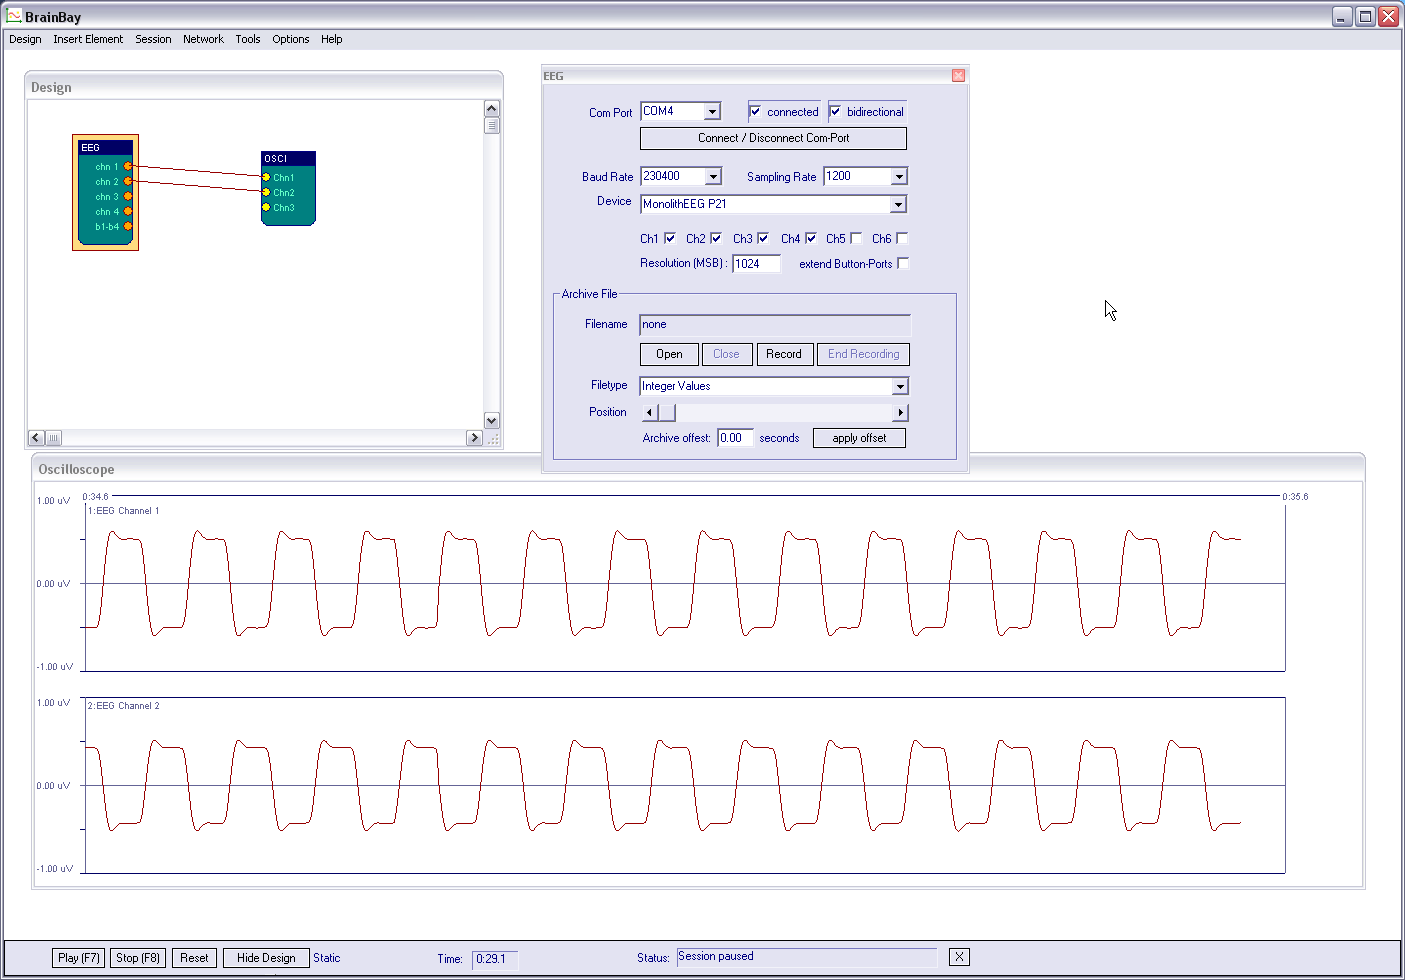 BrainBay
Design Insert Element Session Network Tools Options Help
Design
EEG
chn 1
chn 2
chn 3
chn 4
b1-b4
OSCI
Chn1
Chn2
Chn3
EEG
Com Port COM4 connected bidirectional
Connect / Disconnect Com-Port
Baud Rate 230400 Sampling Rate 1200
Device MonolithEEG P21
Ch1 Ch2 Ch3 Ch4 Ch5 Ch6
Resolution (MSB) : 1024 extend Button-Ports
Archive File
Filename none
Open Close Record End Recording
Filetype Integer Values
Position
Archive offest: 0.00 seconds apply offset
Oscilloscope
1.00 uV 0:34.6 0:35.6
1:EEG Channel 1
0.00 uV
-1.00 uV
1.00 uV
2:EEG Channel 2
0.00 uV
-1.00 uV
Play (F7) Stop (F8) Reset Hide Design Static Time: 0:29.1 Status: Session paused X